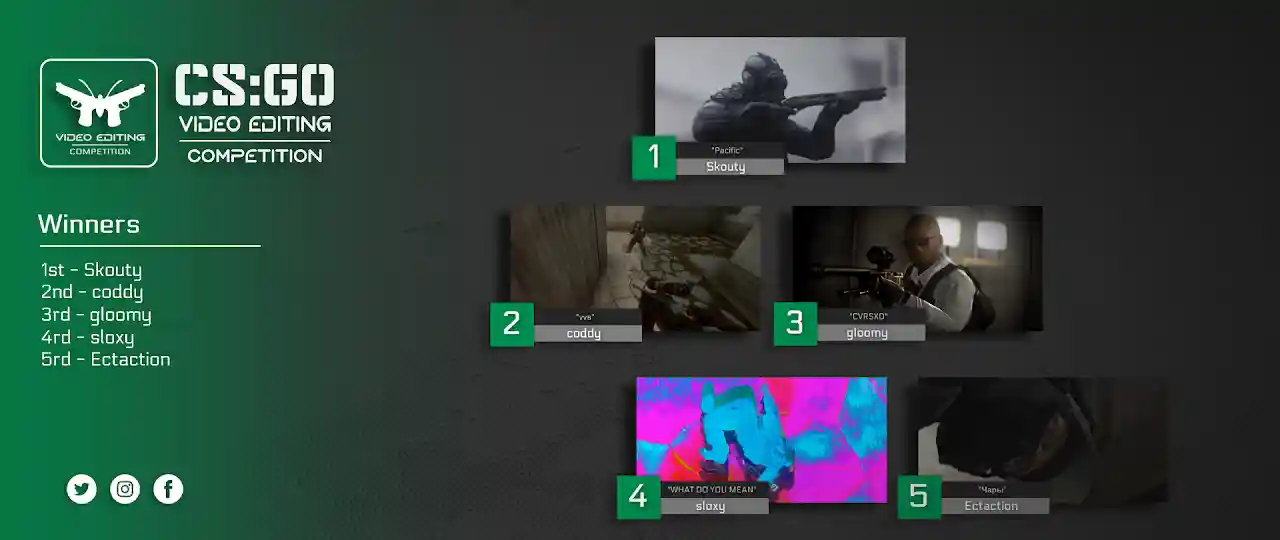 VIDEO EDITING
COMPETITION
CS:GO
VIDEO EDITING
COMPETITION
Winners
1st - Skouty
2nd - coddy
3rd - gloomy
4rd - sloxy
5rd - Ectaction
1
"Pacific"
Skouty
2
"vvs"
coddy
3
"CVRSXD"
gloomy
4
"WHAT DO YOU MEAN"
sloxy
5
"Чары"
Ectaction